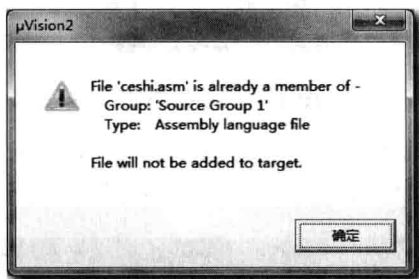 μVision2
File 'ceshi.asm' is already a member of -
Group: 'Source Group 1'
Type: Assembly language file
File will not be added to target.
确定